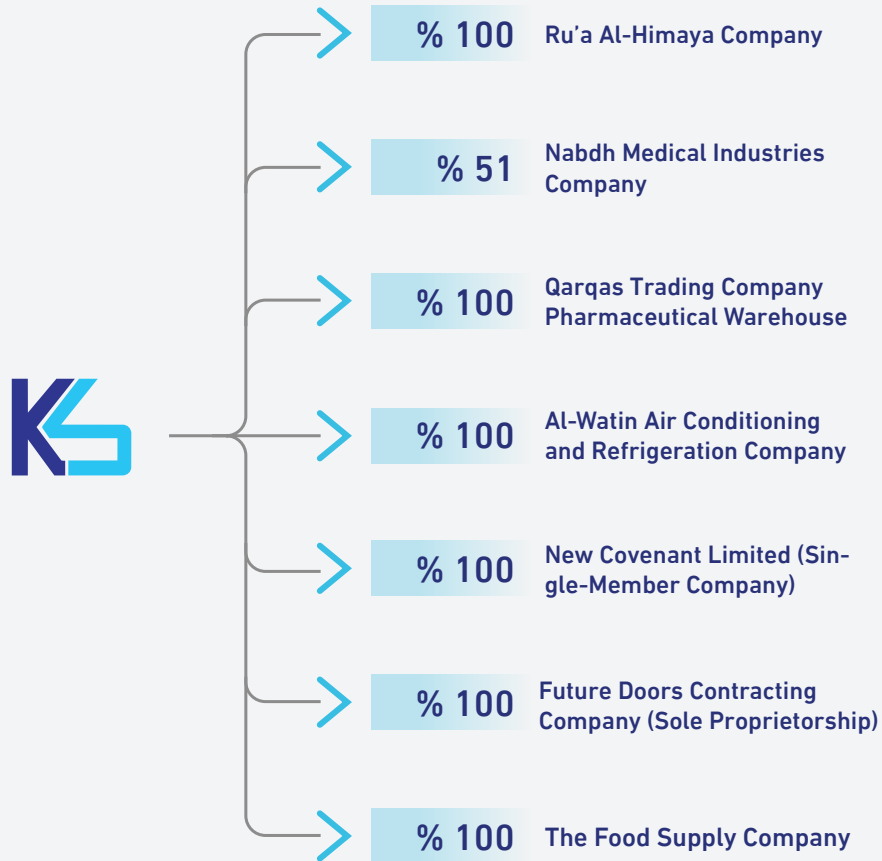 KS
% 100
Ru’a Al-Himaya Company
% 51
Nabdh Medical Industries
Company
% 100
Qarqas Trading Company
Pharmaceutical Warehouse
% 100
Al-Watin Air Conditioning
and Refrigeration Company
% 100
New Covenant Limited (Sin-
gle-Member Company)
% 100
Future Doors Contracting
Company (Sole Proprietorship)
% 100
The Food Supply Company